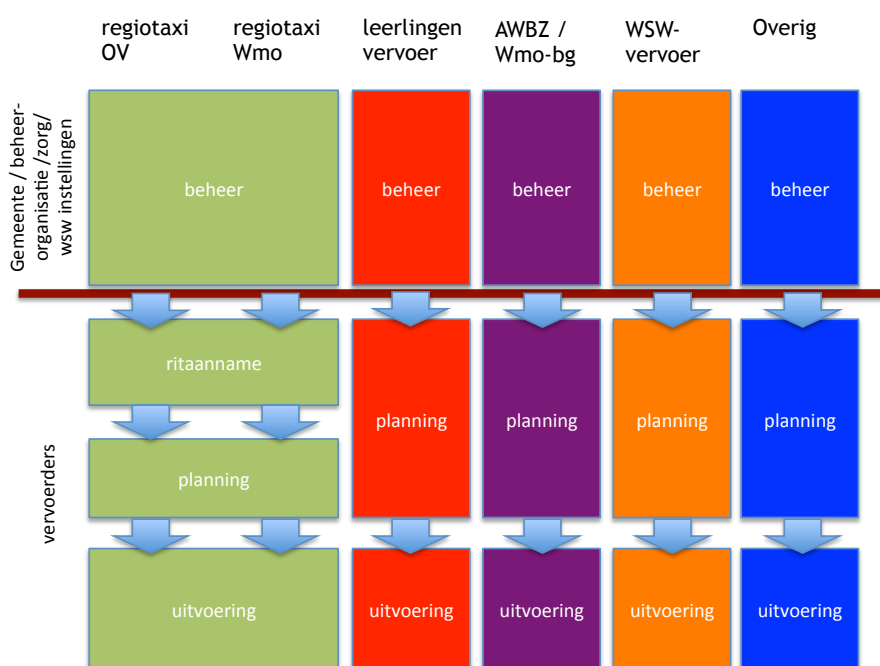 regiotaxi
OV
regiotaxi
Wmo
leerlingen
vervoer
AWBZ /
Wmo-bg
WSW-
vervoer
Overig
Gemeente / beheer-
organisatie /zorg/
wsw instellingen
beheer
beheer
beheer
beheer
beheer
vervoerders
ritaanname
planning
planning
planning
planning
planning
uitvoering
uitvoering
uitvoering
uitvoering
uitvoering